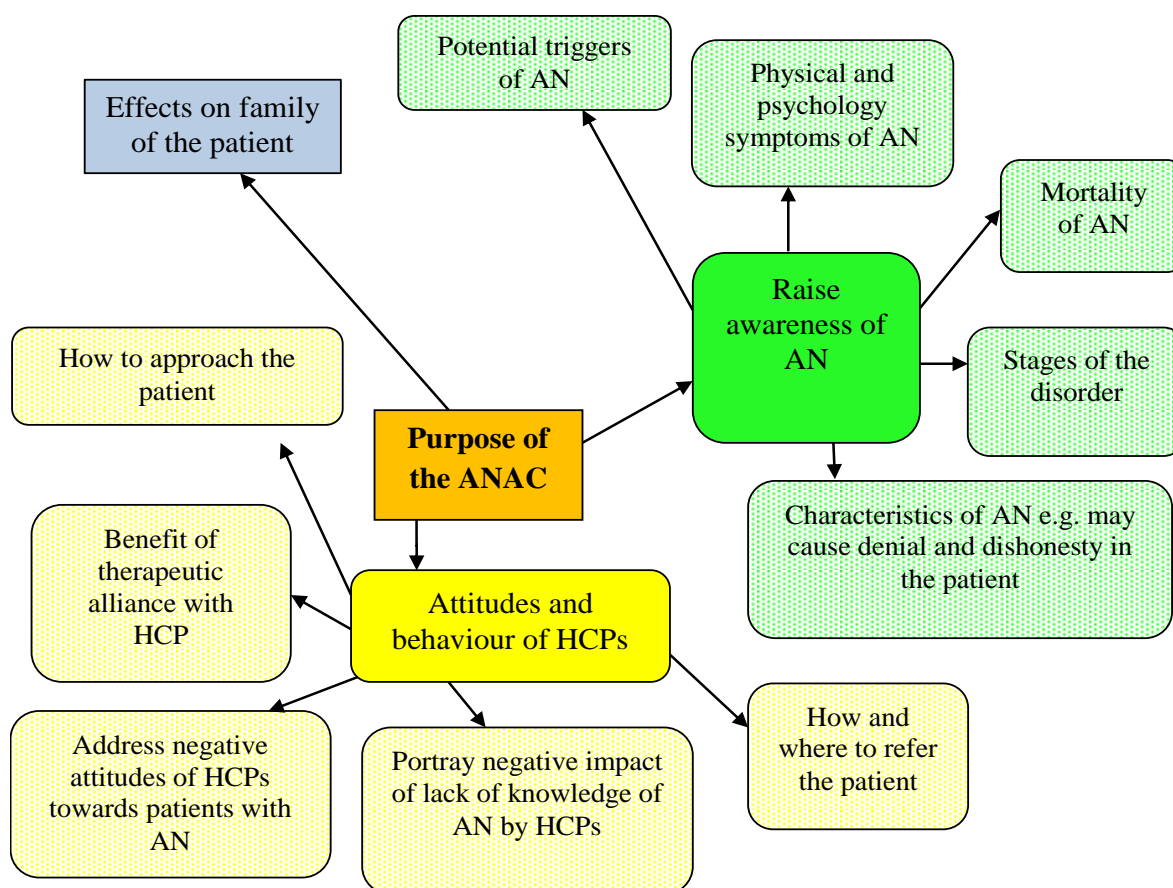 Potential triggers
of AN
Physical and
psychology
symptoms of AN
Effects on family
of the patient
Mortality
of AN
Raise
awareness of
AN
How to approach the
patient
Stages of the
disorder
Purpose of
the ANAC
Characteristics of AN e.g. may
cause denial and dishonesty in
the patient
Benefit of
therapeutic
alliance with
HCP
Attitudes and
behaviour of HCPs
How and
where to refer
the patient
Address negative
attitudes of HCPs
towards patients with
AN
Portray negative impact
of lack of knowledge of
AN by HCPs